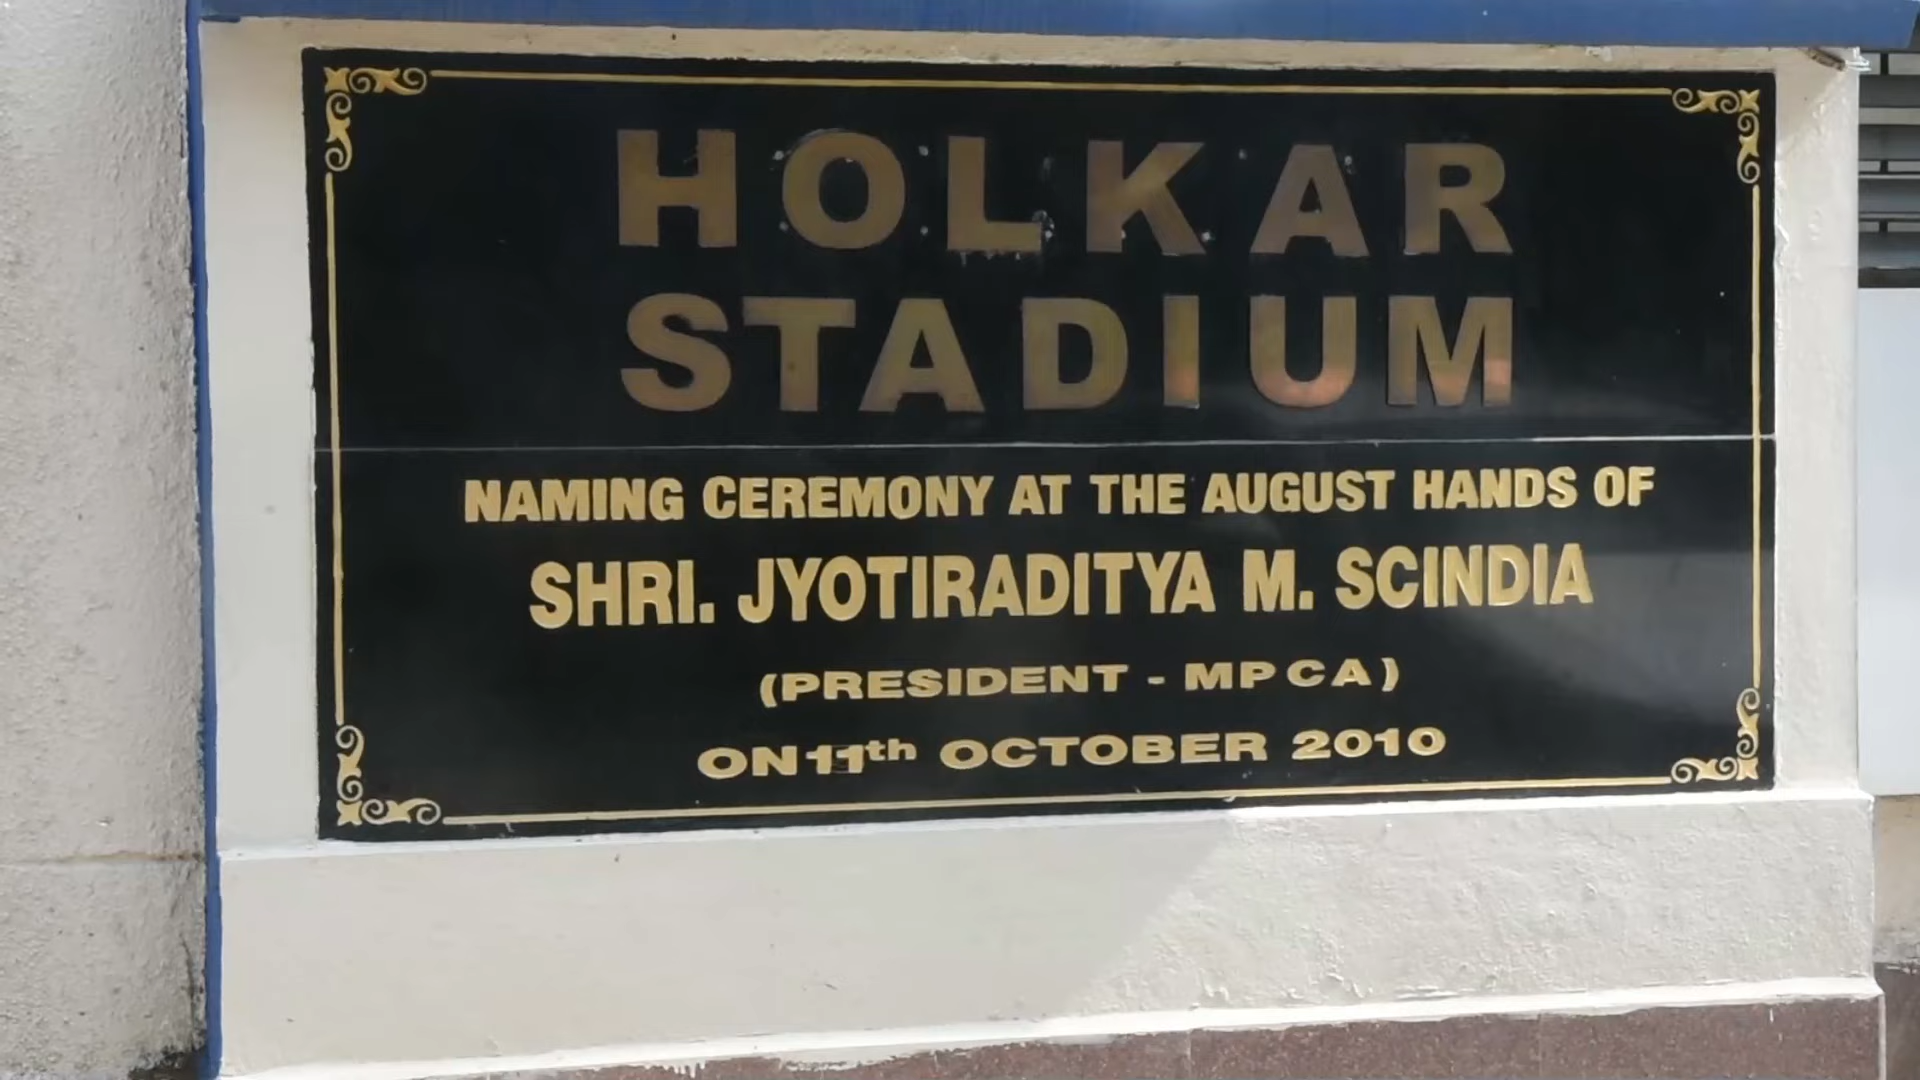 HOLKAR
STADIUM
NAMING CEREMONY AT THE AUGUST HANDS OF
SHRI. JYOTIRADITYA M. SCINDIA
(PRESIDENT - MPCA)
ON 11th OCTOBER 2010